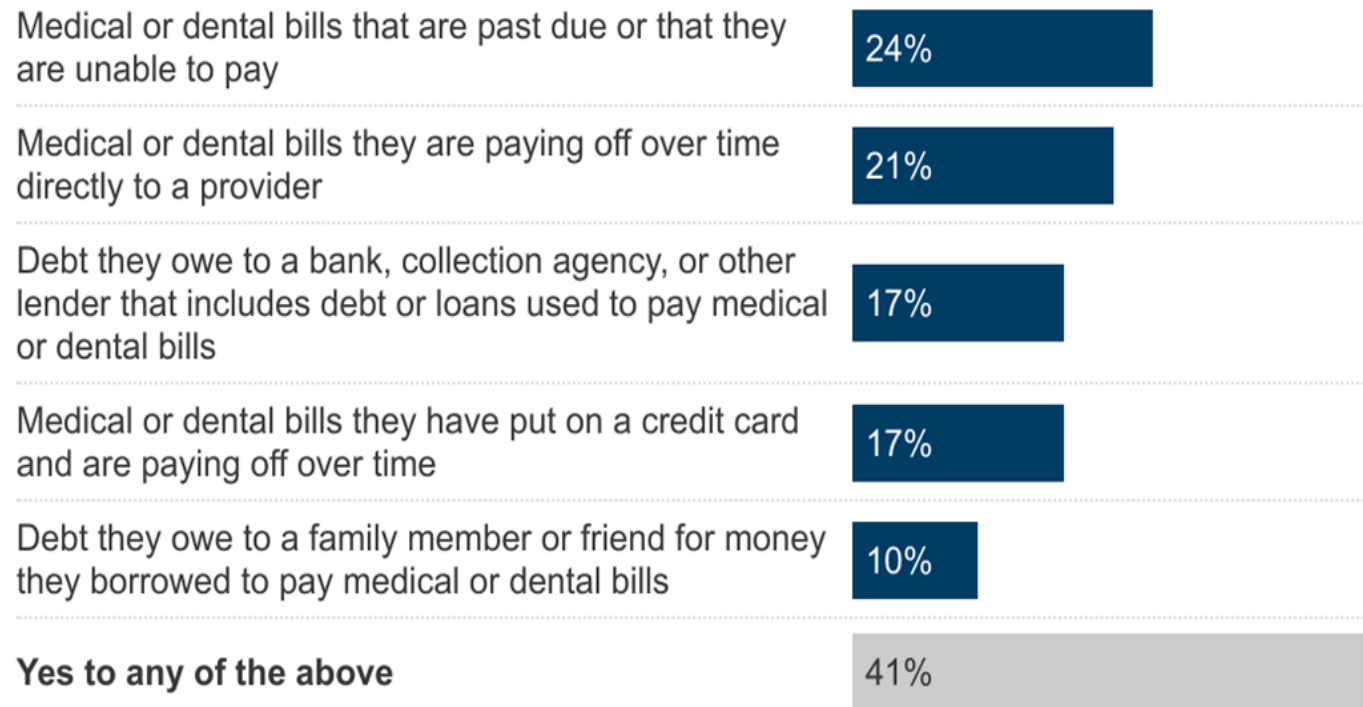 Medical or dental bills that are past due or that they
are unable to pay
24%
Medical or dental bills they are paying off over time
directly to a provider
21%
Debt they owe to a bank, collection agency, or other
lender that includes debt or loans used to pay medical
or dental bills
17%
Medical or dental bills they have put on a credit card
and are paying off over time
17%
Debt they owe to a family member or friend for money
they borrowed to pay medical or dental bills
10%
Yes to any of the above
41%